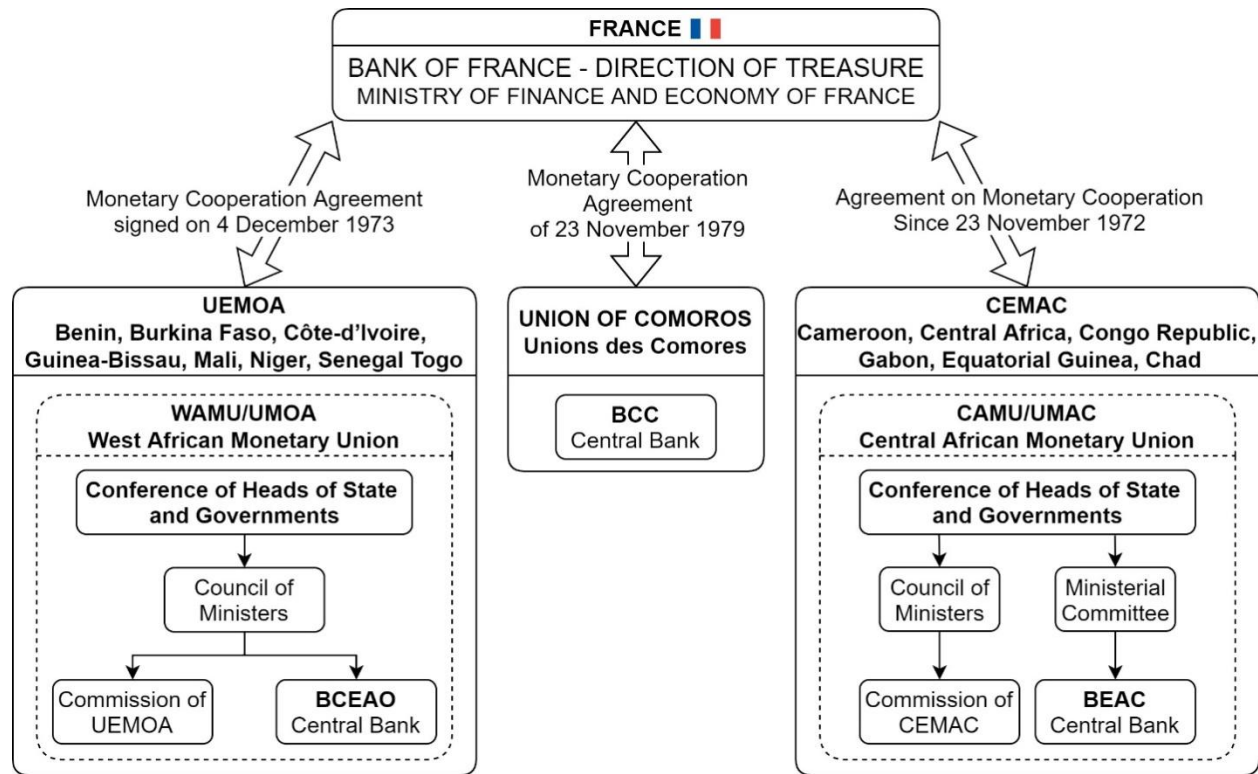 FRANCE
BANK OF FRANCE - DIRECTION OF TREASURE
MINISTRY OF FINANCE AND ECONOMY OF FRANCE
Monetary Cooperation Agreement
signed on 4 December 1973
Monetary Cooperation
Agreement
of 23 November 1979
Agreement on Monetary Cooperation
Since 23 November 1972
UEMOA
Benin, Burkina Faso, Côte-d’Ivoire,
Guinea-Bissau, Mali, Niger, Senegal Togo
WAMU/UMOA
West African Monetary Union
Conference of Heads of State
and Governments
Council of
Ministers
Commission of
UEMOA
BCEAO
Central Bank
UNION OF COMOROS
Unions des Comores
BCC
Central Bank
CEMAC
Cameroon, Central Africa, Congo Republic,
Gabon, Equatorial Guinea, Chad
CAMU/UMAC
Central African Monetary Union
Conference of Heads of State
and Governments
Council of
Ministers
Ministerial
Committee
Commission of
CEMAC
BEAC
Central Bank